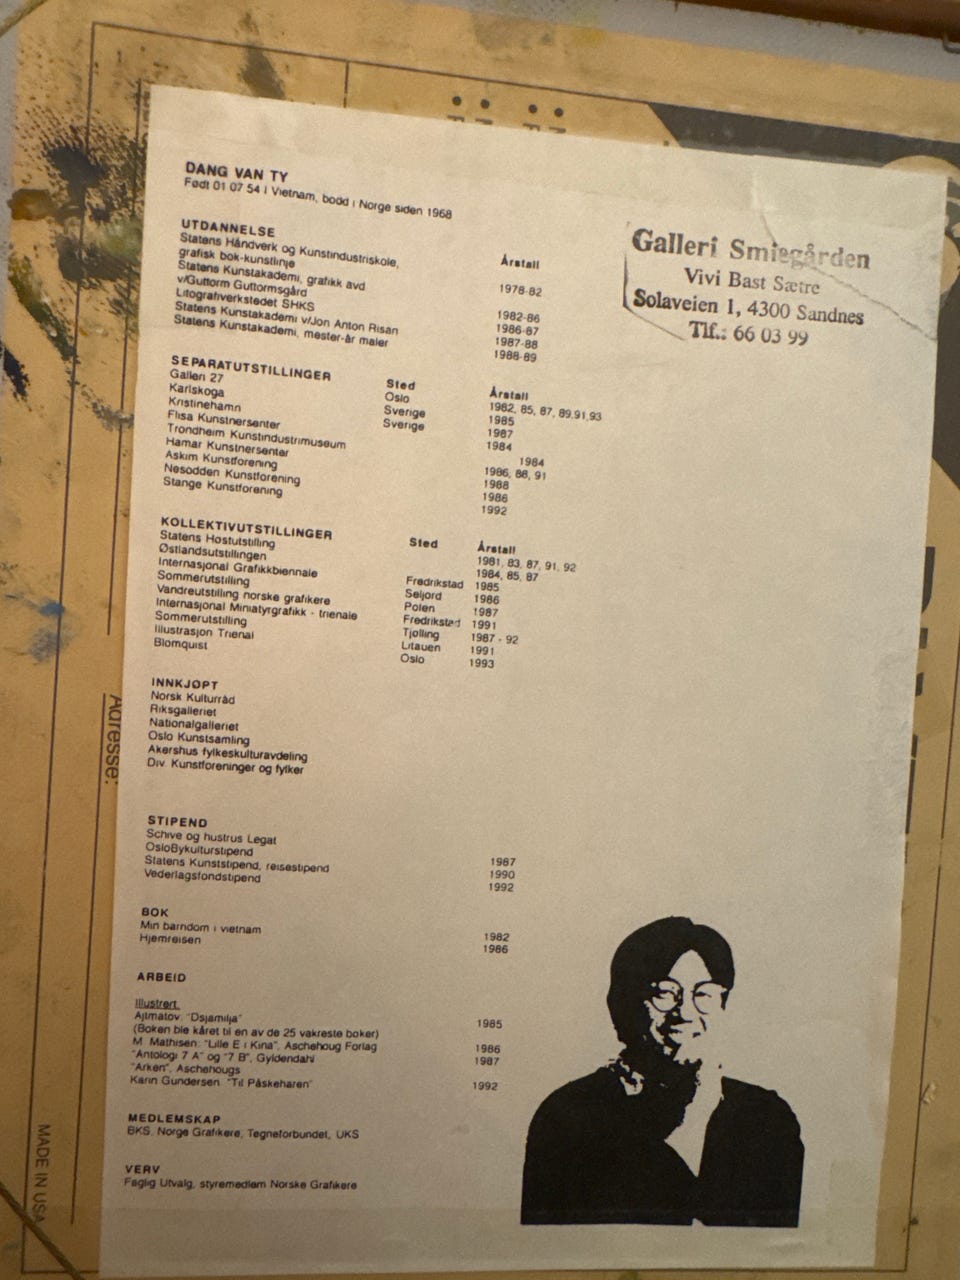 DANG VAN TY
Født 01 07 54 i Vietnam, bodd i Norge siden 1968
Galleri Smiegården
Vivi Bast Sætre
Solaveien 1, 4300 Sandnes
Tlf.: 66 03 99
UTDANNELSE Årstall
Statens Håndverk og Kunstindustriskole,
grafisk bok-kunstlinje 1978-82
Statens Kunstakademi, grafikk avd
v/Guttorm Guttormsgård 1982-86
Litografiverkstedet SHKS 1986-87
Statens Kunstakademi v/Jon Anton Risan 1987-88
Statens Kunstakademi, mester-år maler 1988-89
SEPARATUTSTILLINGER Sted Årstall
Galleri 27 Oslo 1982, 85, 87, 89,91,93
Karlskoga Sverige 1985
Kristinehamn Sverige 1987
Flisa Kunstnersenter 1984
Trondheim Kunstindustrimuseum 1984
Hamar Kunstnersenter 1986, 88, 91
Askim Kunstforening 1988
Nesodden Kunstforening 1986
Stange Kunstforening 1992
KOLLEKTIVUTSTILLINGER Sted Årstall
Statens Høstutstilling 1981, 83, 87, 91, 92
Østlandsutstillingen 1984, 85, 87
Internasjonal Grafikkbiennale Fredrikstad 1985
Sommerutstilling Seljord 1986
Vandreutstilling norske grafikere Polen 1987
Internasjonal Miniatyrgrafikk - trienale Fredrikstad 1991
Sommerutstilling Tjølling 1987 - 92
Illustrasjon Trienal Litauen 1991
Blomquist Oslo 1993
INNKJØPT
Norsk Kulturråd
Riksgalleriet
Nationalgalleriet
Oslo Kunstsamling
Akershus fylkeskulturavdeling
Div. Kunstforeninger og fylker
Adresse:
STIPEND
Schive og hustrus Legat
OsloBykulturstipend 1987
Statens Kunststipend, reisestipend 1990
Vederlagsfondstipend 1992
BOK
Min barndom i vietnam 1982
Hjemreisen 1986
ARBEID
Illustrert.
Ajtmatov: "Dsjamilja" 1985
(Boken ble kåret til en av de 25 vakreste boker)
M. Mathisen: "Lille E i Kina", Aschehoug Forlag 1986
"Antologi 7 A" og "7 B", Gyldendahl 1987
"Arken", Aschehougs
Karin Gundersen. "Til Påskeharen" 1992
MEDLEMSKAP
BKS. Norge Grafikere, Tegneforbundet, UKS
VERV
Faglig Utvalg, styremedlem Norske Grafikere
MADE IN USA